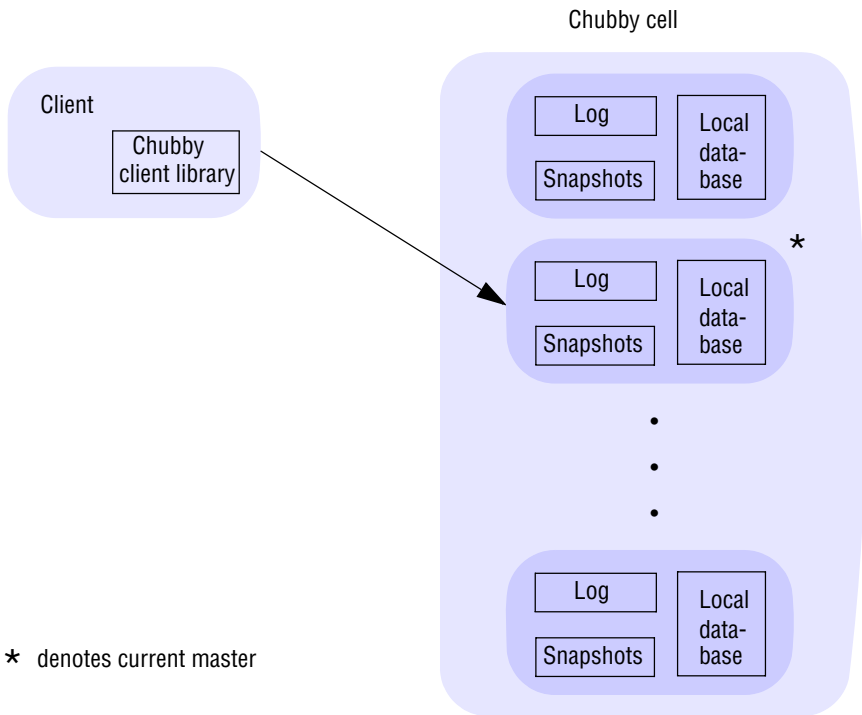 Chubby cell
Client
Chubby
client library
Log
Snapshots
Local
data-
base
*
Log
Snapshots
Local
data-
base
Log
Snapshots
Local
data-
base
* denotes current master